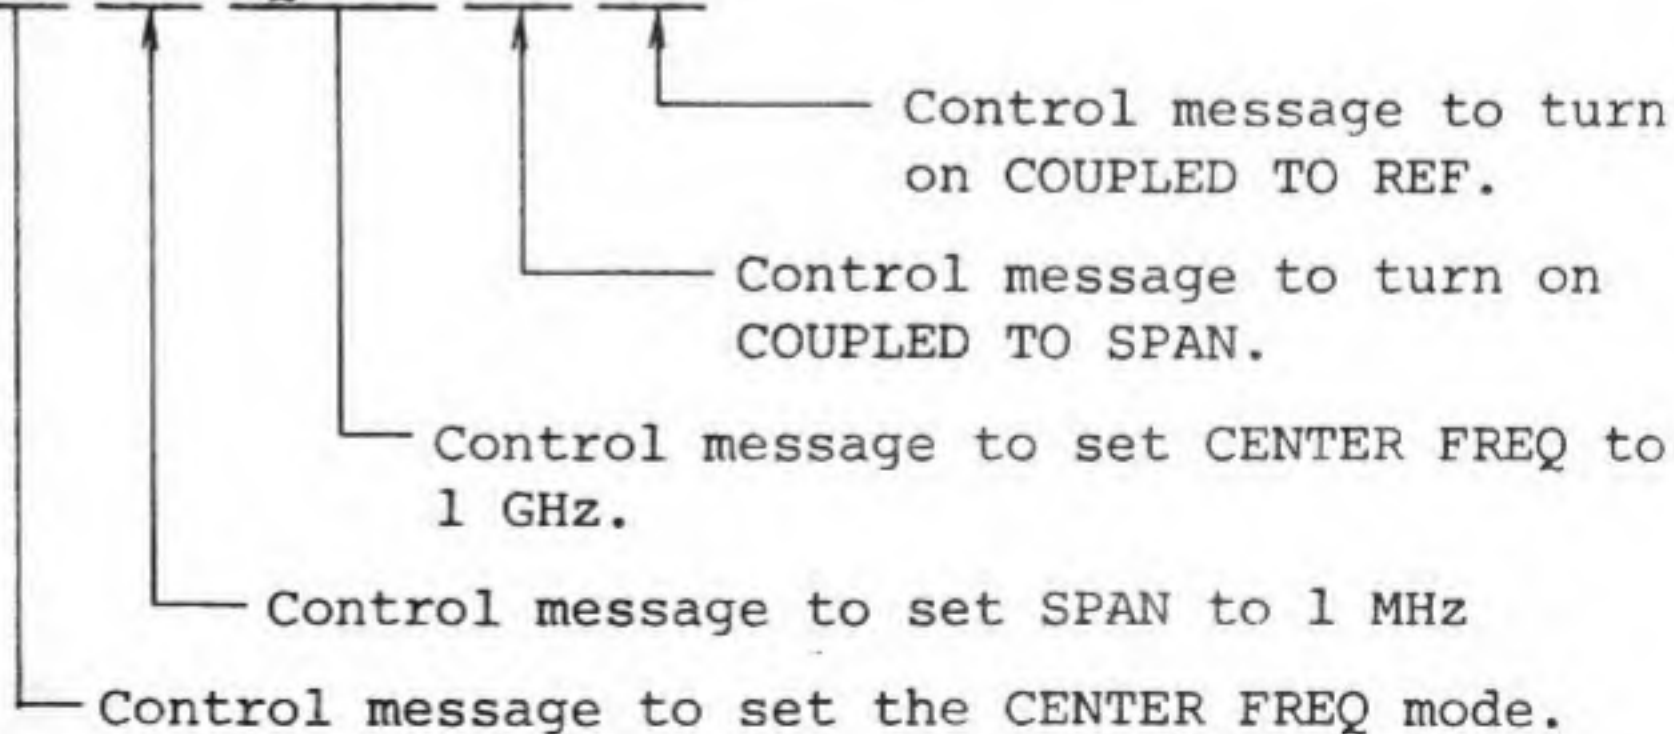 Control message to turn
on COUPLED TO REF.
Control message to turn on
COUPLED TO SPAN.
Control message to set CENTER FREQ to
1 GHz.
Control message to set SPAN to 1 MHz
Control message to set the CENTER FREQ mode.